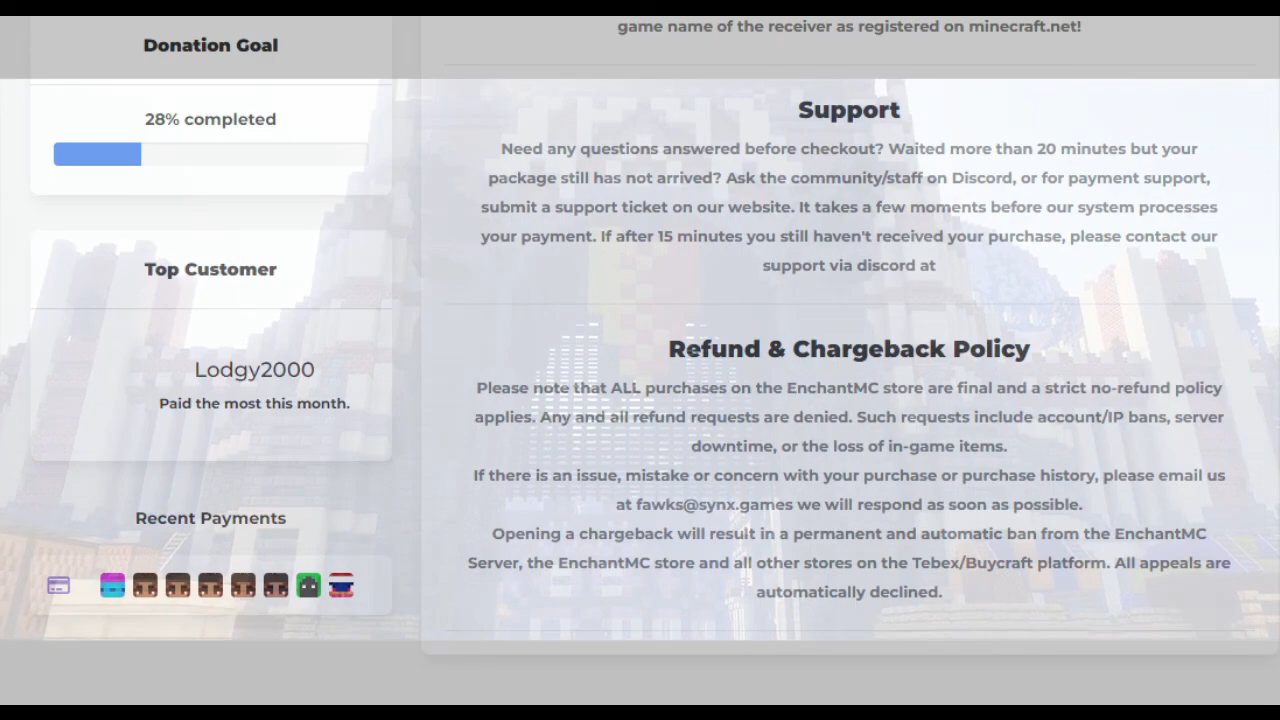 Donation Goal
28% completed
Top Customer
Lodgy2000
Paid the most this month.
Recent Payments
game name of the receiver as registered on minecraft.net!
Support
Need any questions answered before checkout? Waited more than 20 minutes but your
package still has not arrived? Ask the community/staff on Discord, or for payment support,
submit a support ticket on our website. It takes a few moments before our system processes
your payment. If after 15 minutes you still haven't received your purchase, please contact our
support via discord at
Refund & Chargeback Policy
Please note that ALL purchases on the EnchantMC store are final and a strict no-refund policy
applies. Any and all refund requests are denied. Such requests include account/IP bans, server
downtime, or the loss of in-game items.
If there is an issue, mistake or concern with your purchase or purchase history, please email us
at fawks@synx.games we will respond as soon as possible.
Opening a chargeback will result in a permanent and automatic ban from the EnchantMC
Server, the EnchantMC store and all other stores on the Tebex/Buycraft platform. All appeals are
automatically declined.